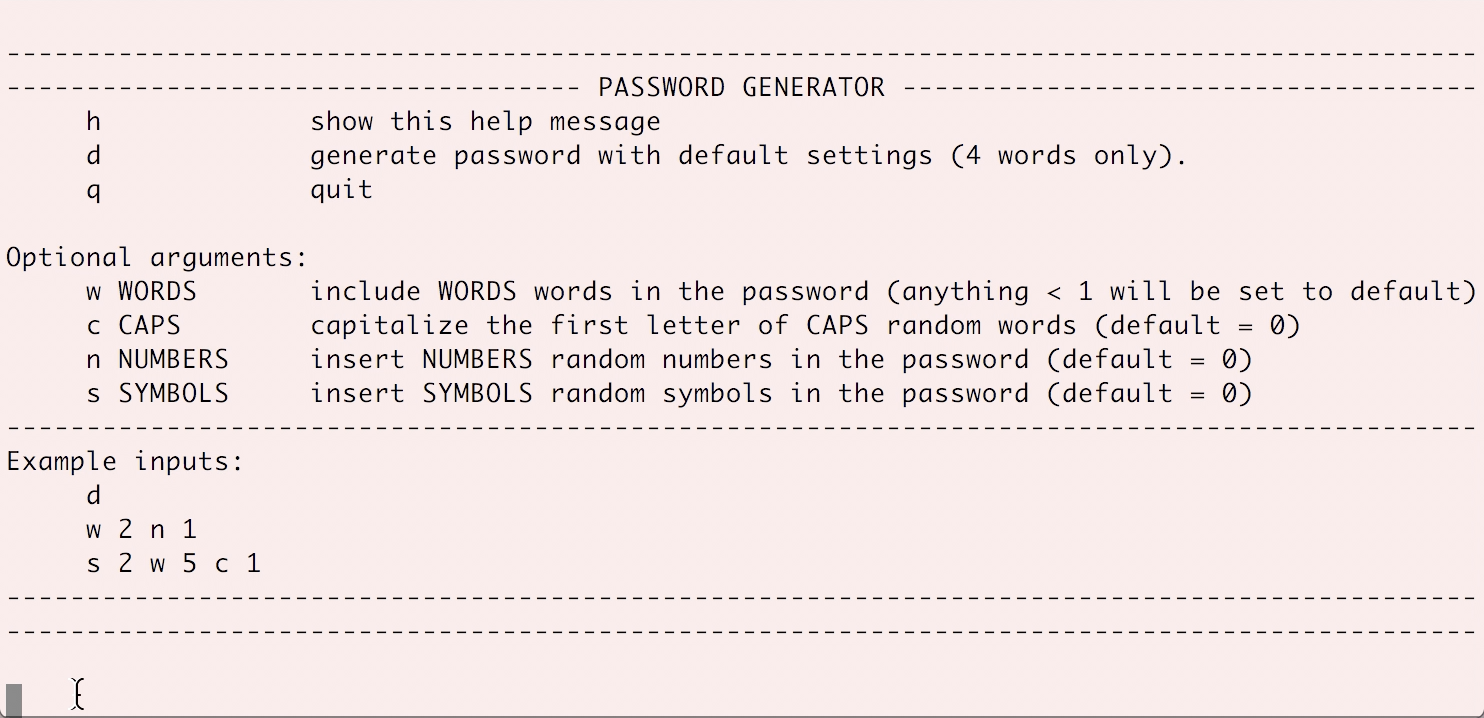 --------------------------------------------------------------------------------------------
------------------------------------ PASSWORD GENERATOR ------------------------------------
     h             show this help message
     d             generate password with default settings (4 words only).
     q             quit

Optional arguments:
     w WORDS       include WORDS words in the password (anything < 1 will be set to default)
     c CAPS        capitalize the first letter of CAPS random words (default = 0)
     n NUMBERS     insert NUMBERS random numbers in the password (default = 0)
     s SYMBOLS     insert SYMBOLS random symbols in the password (default = 0)
--------------------------------------------------------------------------------------------
Example inputs:
     d
     w 2 n 1
     s 2 w 5 c 1
--------------------------------------------------------------------------------------------
--------------------------------------------------------------------------------------------